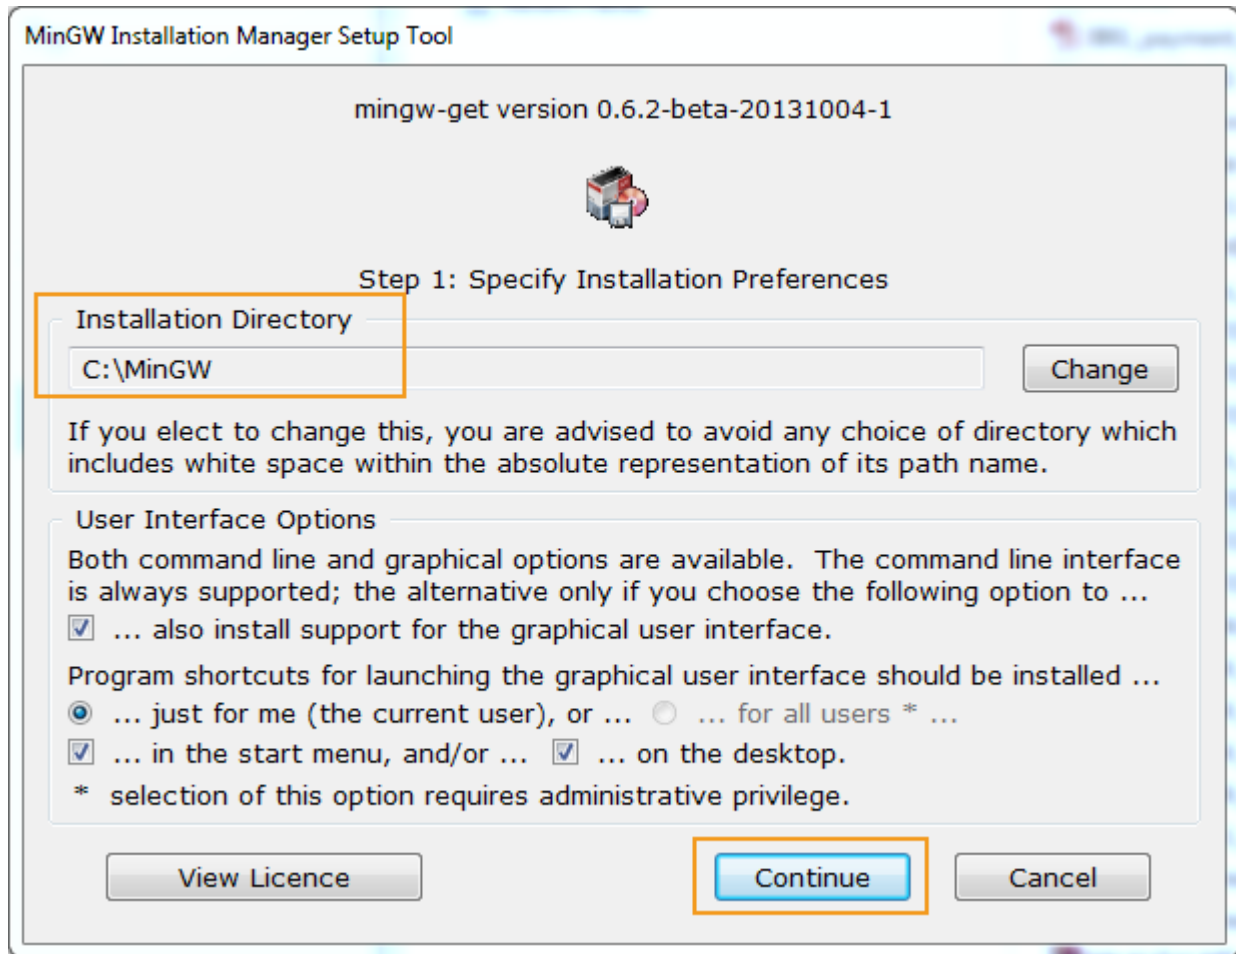 MinGW Installation Manager Setup Tool
mingw-get version 0.6.2-beta-20131004-1
Step 1: Specify Installation Preferences
Installation Directory
C:\MinGW
Change
If you elect to change this, you are advised to avoid any choice of directory which
includes white space within the absolute representation of its path name.
User Interface Options
Both command line and graphical options are available.  The command line interface
is always supported; the alternative only if you choose the following option to ...
... also install support for the graphical user interface.
Program shortcuts for launching the graphical user interface should be installed ...
... just for me (the current user), or ... ... for all users * ...
... in the start menu, and/or ... ... on the desktop.
* selection of this option requires administrative privilege.
View Licence Continue Cancel